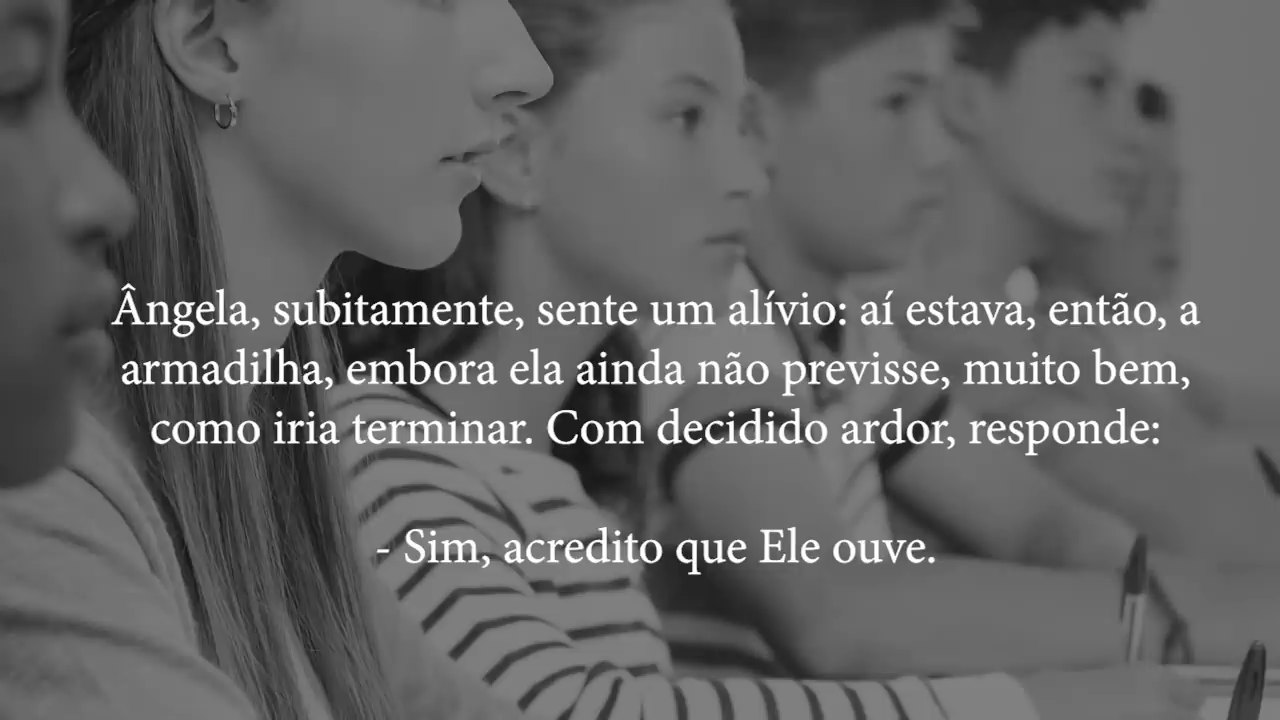 Ângela, subitamente, sente um alívio: aí estava, então, a
armadilha, embora ela ainda não previsse, muito bem,
como iria terminar. Com decidido ardor, responde:
- Sim, acredito que Ele ouve.